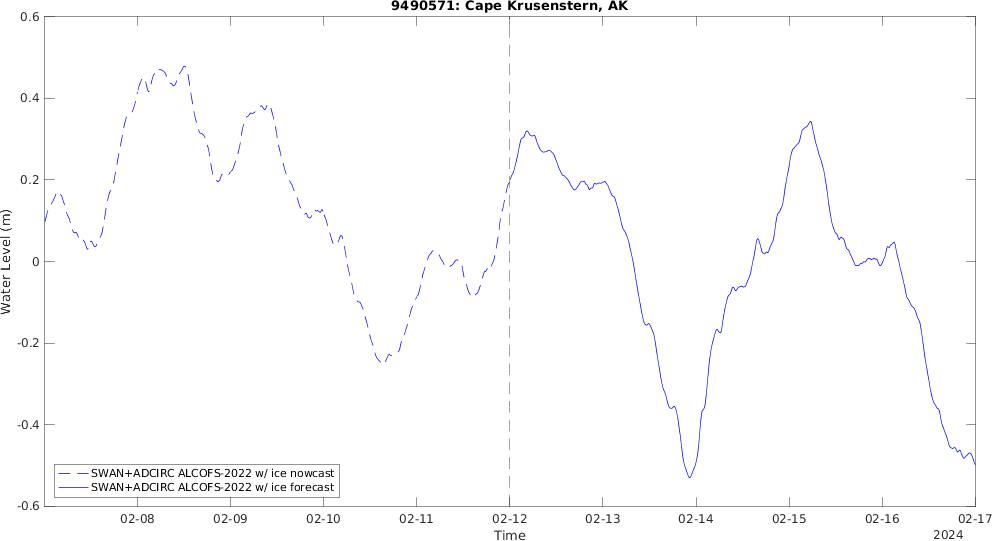 9490571: Cape Krusenstern, AK
0.6
0.4
0.2
0
-0.2
-0.4
-0.6
Water Level (m)
SWAN+ADCIRC ALCOFS-2022 w/ ice nowcast
SWAN+ADCIRC ALCOFS-2022 w/ ice forecast
02-08 02-09 02-10 02-11 02-12 02-13 02-14 02-15 02-16 02-17
Time
2024